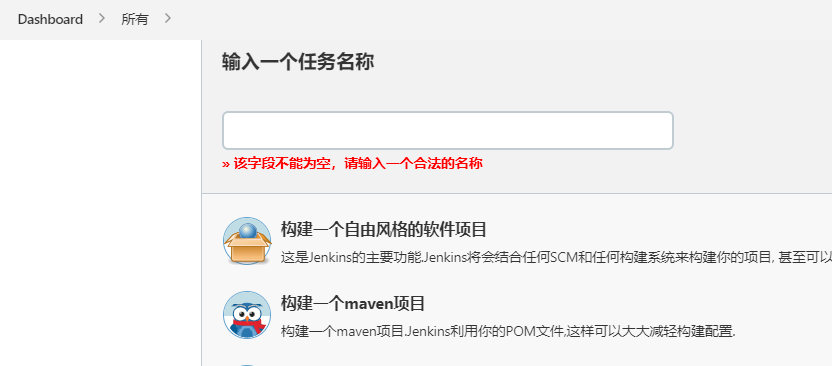 Dashboard
所有
输入一个任务名称
» 该字段不能为空，请输入一个合法的名称
构建一个自由风格的软件项目
这是Jenkins的主要功能.Jenkins将会结合任何SCM和任何构建系统来构建你的项目, 甚至可以
构建一个maven项目
构建一个maven项目.Jenkins利用你的POM文件,这样可以大大减轻构建配置.